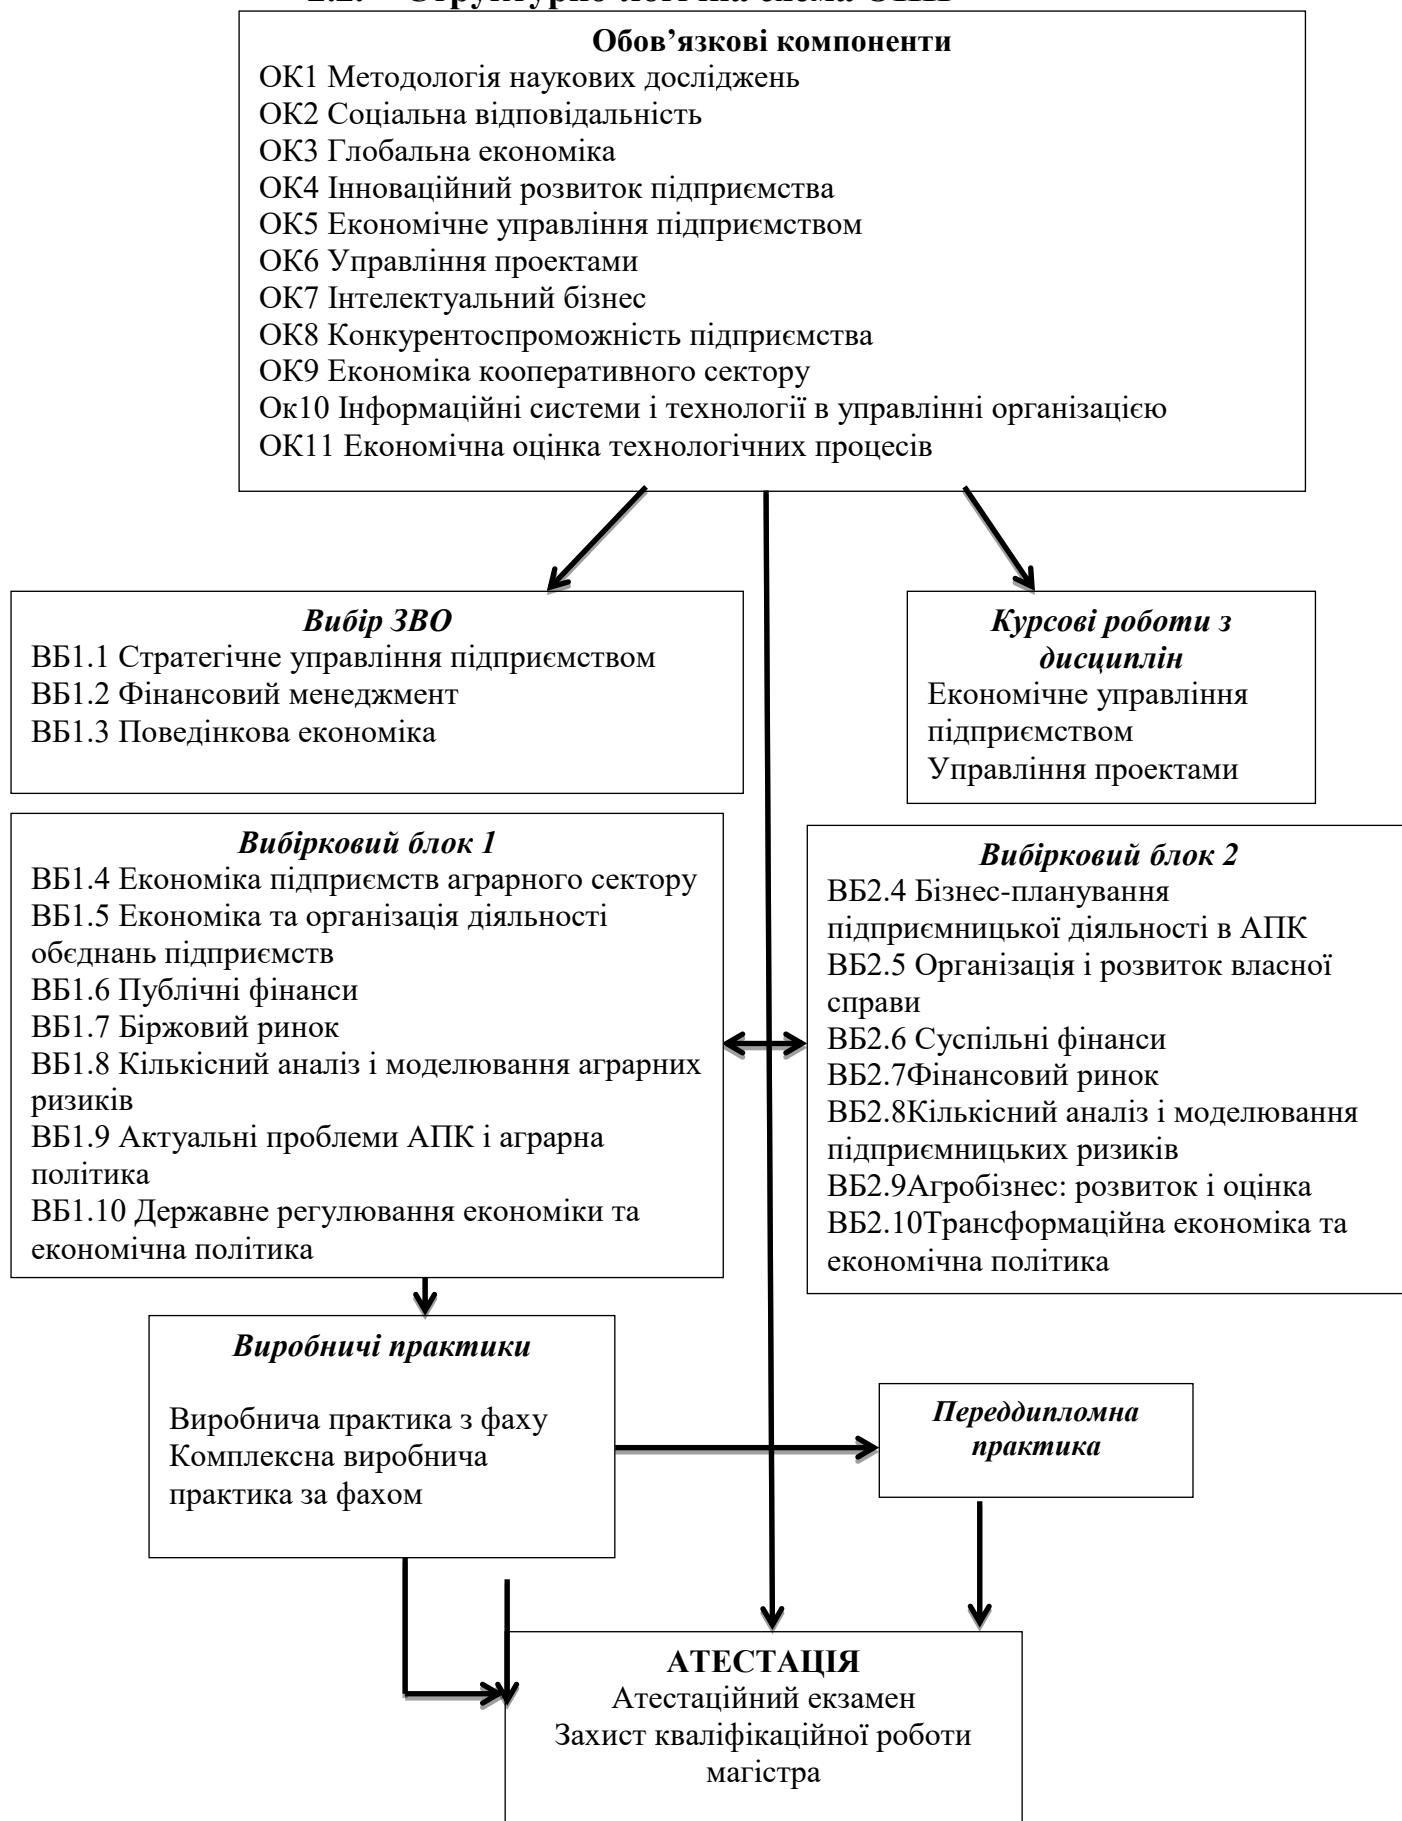 Обов’язкові компоненти
ОК1 Методологія наукових досліджень
ОК2 Соціальна відповідальність
ОК3 Глобальна економіка
ОК4 Інноваційний розвиток підприємства
ОК5 Економічне управління підприємством
ОК6 Управління проектами
ОК7 Інтелектуальний бізнес
ОК8 Конкурентоспроможність підприємства
ОК9 Економіка кооперативного сектору
Ок10 Інформаційні системи і технології в управлінні організацією
ОК11 Економічна оцінка технологічних процесів
Вибір ЗВО
ВБ1.1 Стратегічне управління підприємством
ВБ1.2 Фінансовий менеджмент
ВБ1.3 Поведінкова економіка
Курсові роботи з
дисциплін
Економічне управління
підприємством
Управління проектами
Вибірковий блок 1
ВБ1.4 Економіка підприємств аграрного сектору
ВБ1.5 Економіка та організація діяльності
обєднань підприємств
ВБ1.6 Публічні фінанси
ВБ1.7 Біржовий ринок
ВБ1.8 Кількісний аналіз і моделювання аграрних
ризиків
ВБ1.9 Актуальні проблеми АПК і аграрна
політика
ВБ1.10 Державне регулювання економіки та
економічна політика
Вибірковий блок 2
ВБ2.4 Бізнес-планування
підприємницької діяльності в АПК
ВБ2.5 Організація і розвиток власної
справи
ВБ2.6 Суспільні фінанси
ВБ2.7Фінансовий ринок
ВБ2.8Кількісний аналіз і моделювання
підприємницьких ризиків
ВБ2.9Агробізнес: розвиток і оцінка
ВБ2.10Трансформаційна економіка та
економічна політика
Виробничі практики
Виробнича практика з фаху
Комплексна виробнича
практика за фахом
Переддипломна
практика
АТЕСТАЦІЯ
Атестаційний екзамен
Захист кваліфікаційної роботи
магістра